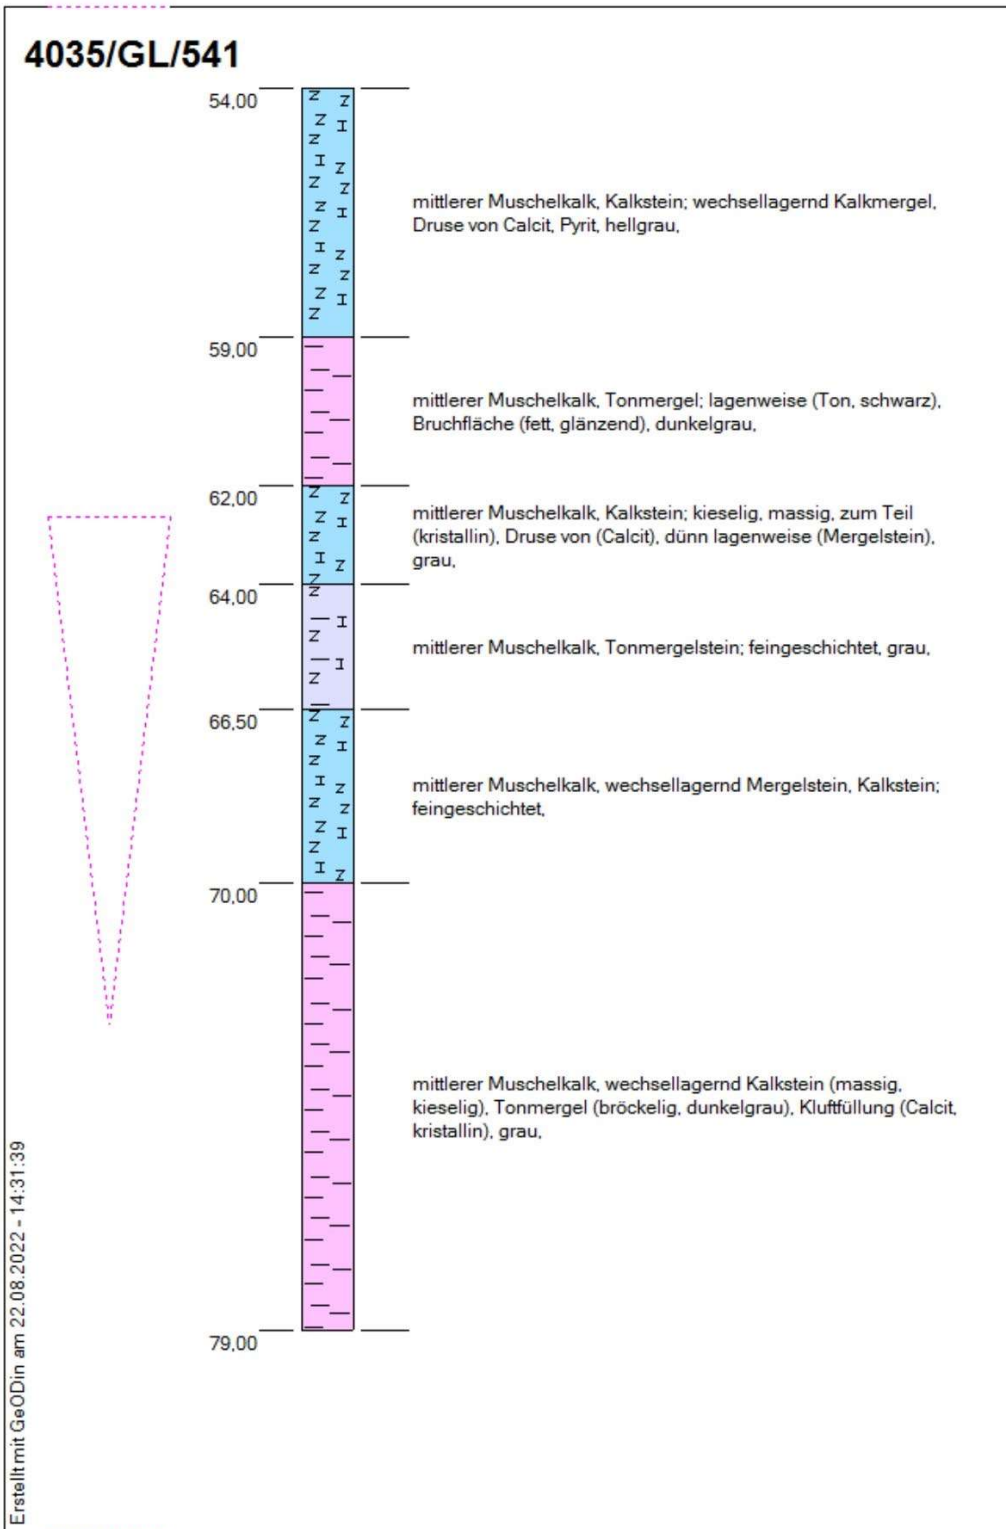 4035/GL/541
54,00
mittlerer Muschelkalk, Kalkstein; wechsellagernd Kalkmergel,
Druse von Calcit, Pyrit, hellgrau,
59,00
mittlerer Muschelkalk, Tonmergel; lagenweise (Ton, schwarz),
Bruchfläche (fett, glänzend), dunkelgrau,
62,00
mittlerer Muschelkalk, Kalkstein; kieselig, massig, zum Teil
(kristallin), Druse von (Calcit), dünn lagenweise (Mergelstein),
grau,
64,00
mittlerer Muschelkalk, Tonmergelstein; feingeschichtet, grau,
66,50
mittlerer Muschelkalk, wechsellagernd Mergelstein, Kalkstein;
feingeschichtet,
70,00
mittlerer Muschelkalk, wechsellagernd Kalkstein (massig,
kieselig), Tonmergel (bröckelig, dunkelgrau), Kluftfüllung (Calcit,
kristallin), grau,
79,00
Erstellt mit GeODin am 22.08.2022 - 14:31:39